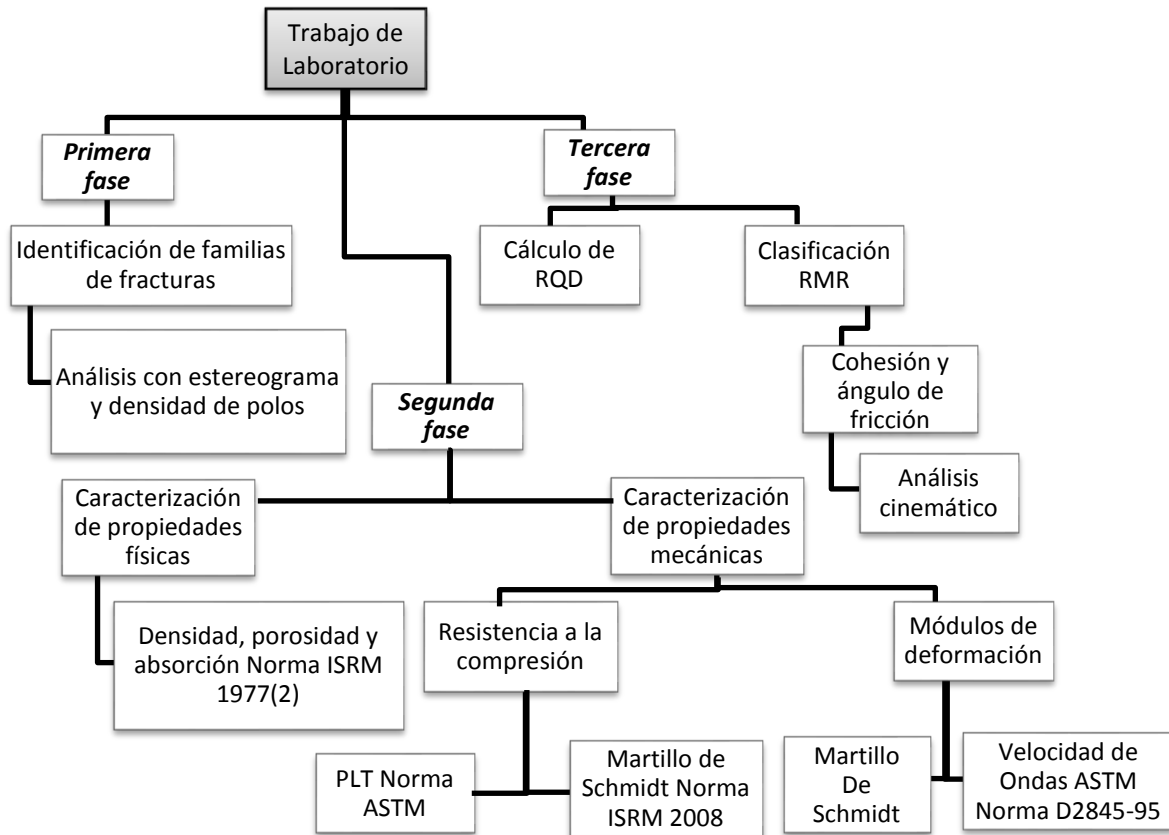 Trabajo de
Laboratorio
Primera
fase
Tercera
fase
Identificación de familias
de fracturas
Cálculo de
RQD
Clasificación
RMR
Análisis con estereograma
y densidad de polos
Segunda
fase
Cohesión y
ángulo de
fricción
Análisis
cinemático
Caracterización
de propiedades
físicas
Caracterización
de propiedades
mecánicas
Densidad, porosidad y
absorción Norma ISRM
1977(2)
Resistencia a la
compresión
Módulos de
deformación
PLT Norma
ASTM
Martillo de
Schmidt Norma
ISRM 2008
Martillo
De
Schmidt
Velocidad de
Ondas ASTM
Norma D2845-95